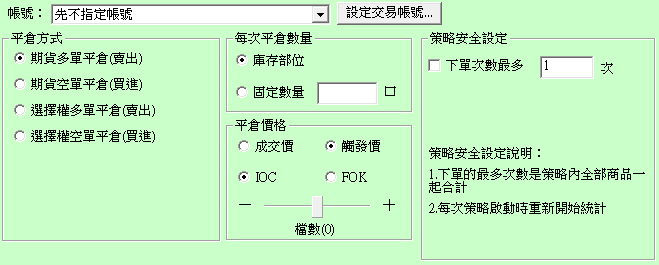 帳號：
先不指定帳號
設定交易帳號...
平倉方式
期貨多單平倉(賣出)
期貨空單平倉(買進)
選擇權多單平倉(賣出)
選擇權空單平倉(買進)
每次平倉數量
庫存部位
固定數量
口
平倉價格
成交價
觸發價
IOC
FOK
－
＋
檔數(0)
策略安全設定
下單次數最多
1
次
策略安全設定說明：
1.下單的最多次數是策略內全部商品一
起合計
2.每次策略啟動時重新開始統計